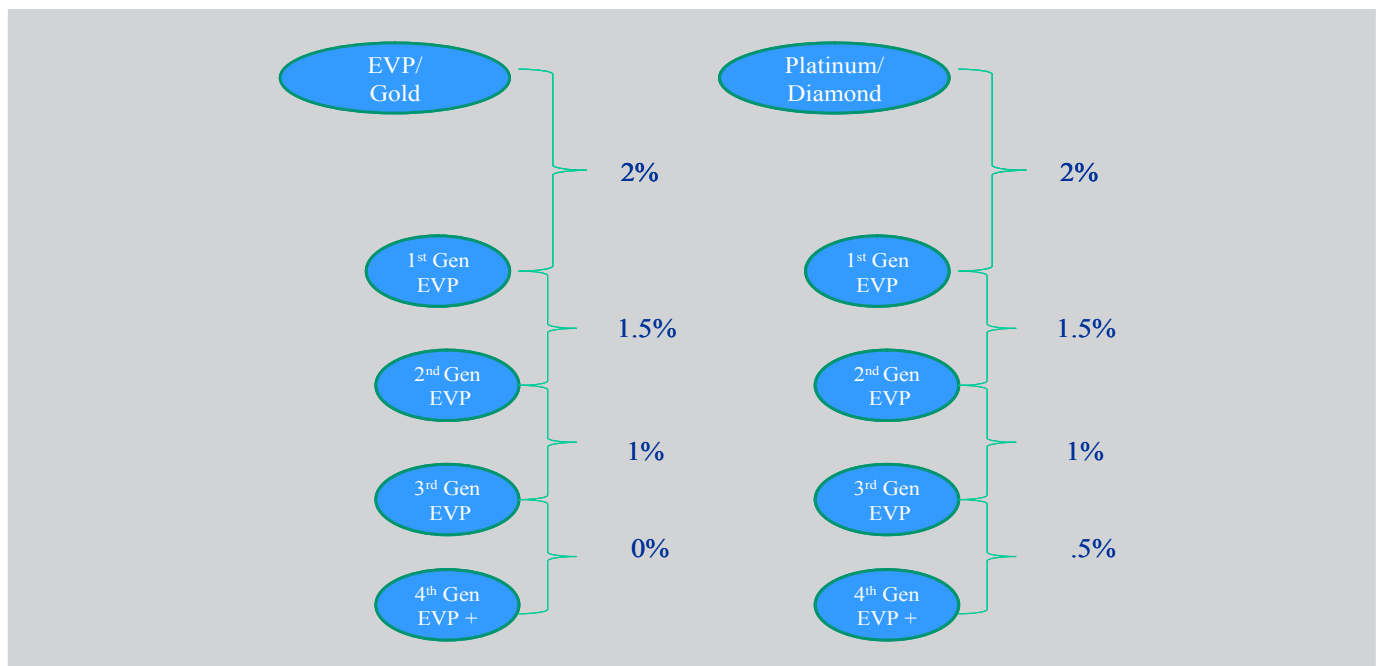 EVP/
Gold
2%
1st Gen
EVP
1.5%
2nd Gen
EVP
1%
3rd Gen
EVP
0%
4th Gen
EVP +
Platinum/
Diamond
2%
1st Gen
EVP
1.5%
2nd Gen
EVP
1%
3rd Gen
EVP
.5%
4th Gen
EVP +